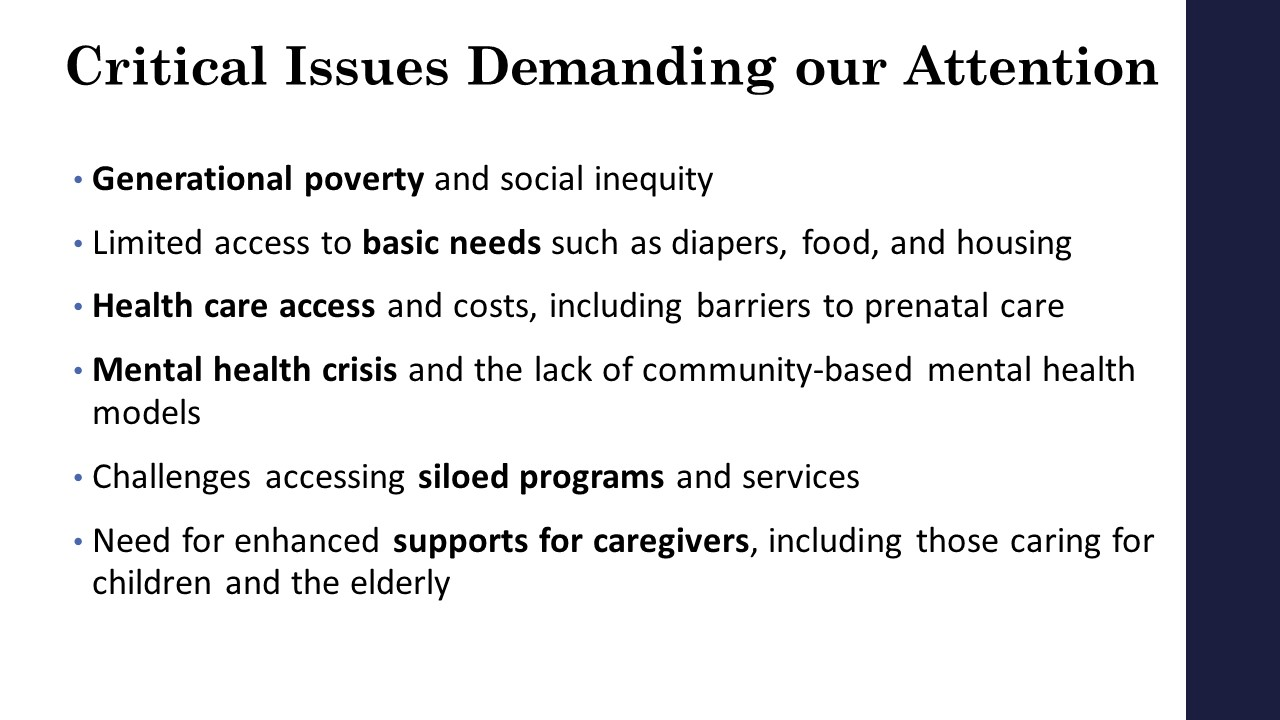 Critical Issues Demanding our Attention
• Generational poverty and social inequity
• Limited access to basic needs such as diapers, food, and housing
• Health care access and costs, including barriers to prenatal care
• Mental health crisis and the lack of community-based mental health
models
• Challenges accessing siloed programs and services
• Need for enhanced supports for caregivers, including those caring for
children and the elderly